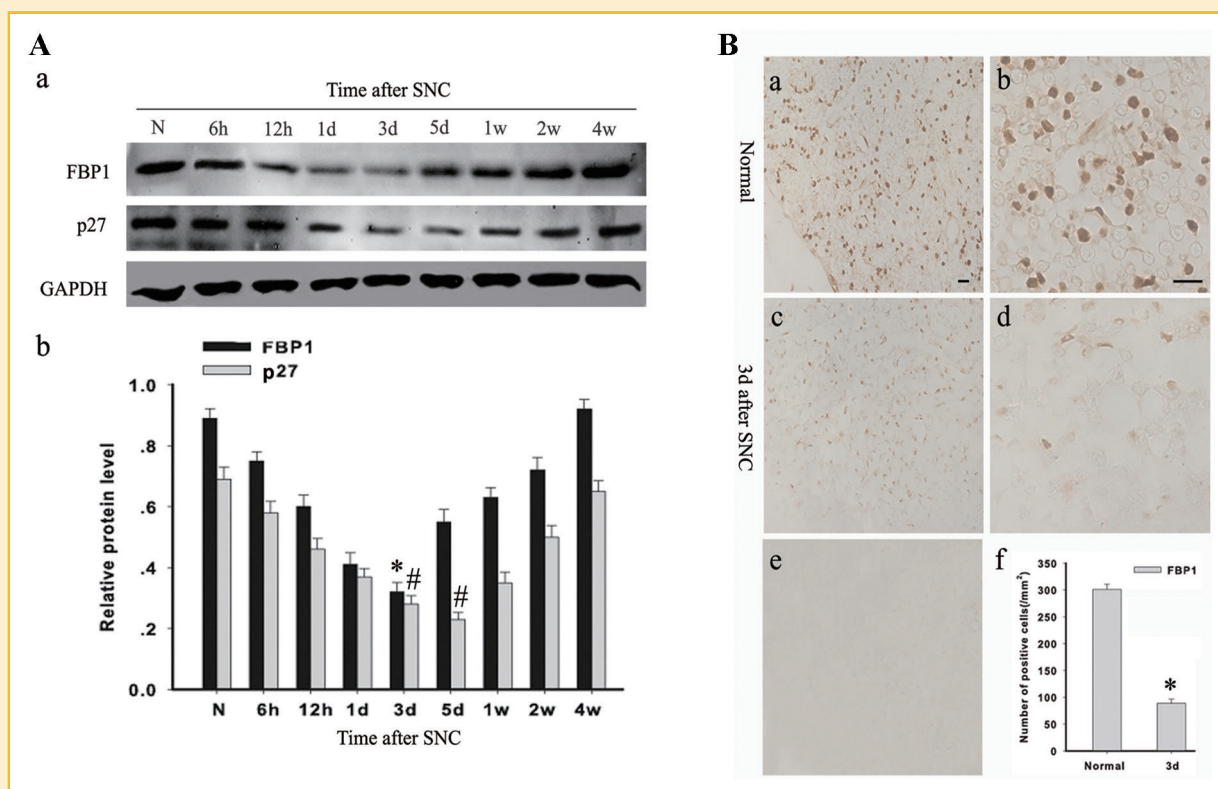 A
a
Time after SNC
N 6h 12h 1d 3d 5d 1w 2w 4w
FBP1
p27
GAPDH
b
FBP1
p27
Relative protein level
1.0
.8
.6
.4
.2
0.0
*
#
#
N 6h 12h 1d 3d 5d 1w 2w 4w
Time after SNC
B
Normal
a
b
3d after SNC
c
d
e
f
FBP1
Number of positive cells(/mm²)
350
300
250
200
150
100
50
0
*
Normal 3d